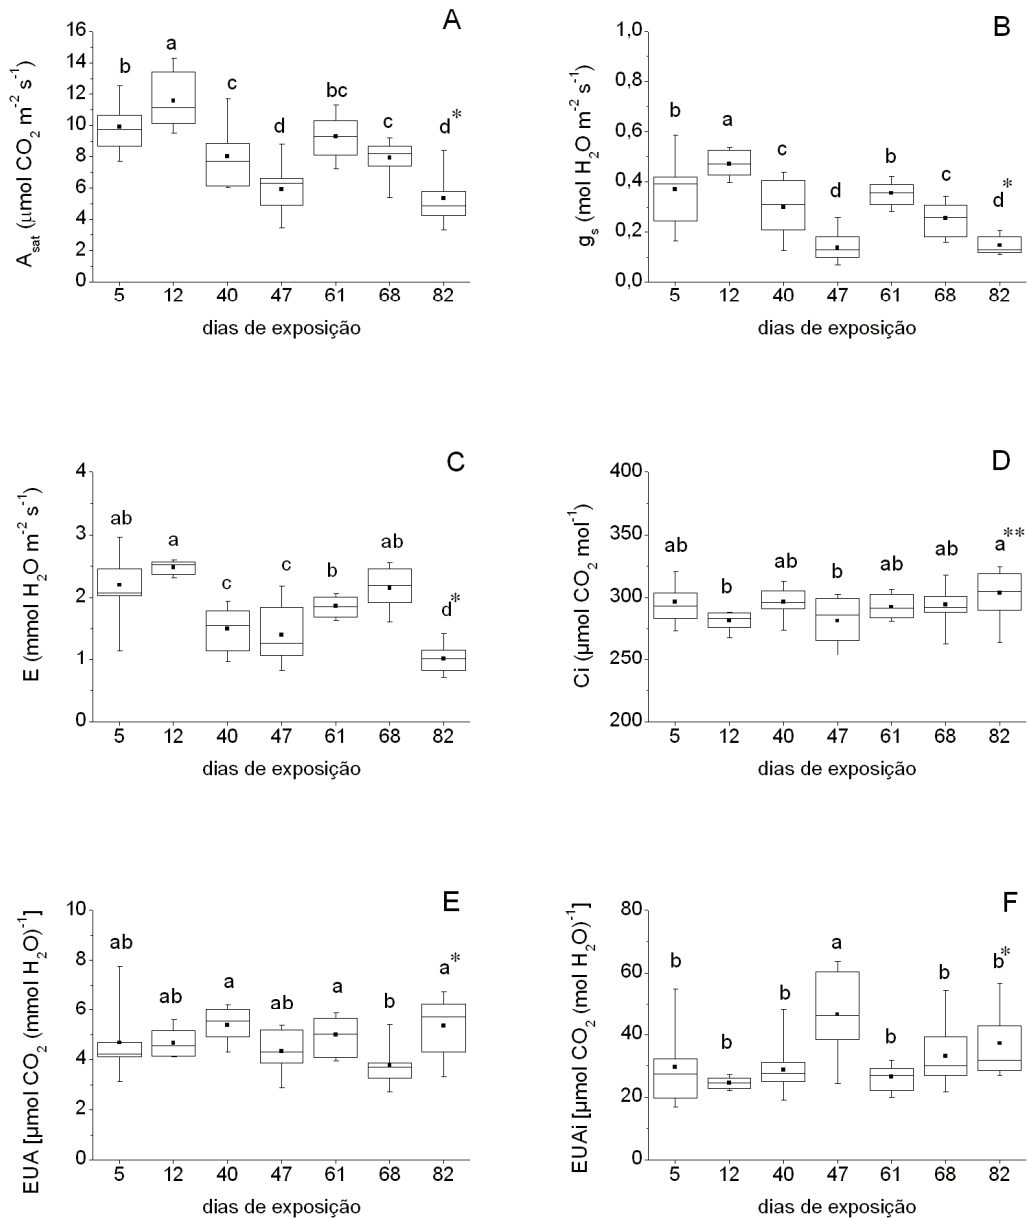 A
A_sat (µmol CO₂ m⁻² s⁻¹)
16
14
12
10
8
6
4
2
0
b
a
c
d
bc
c
d*
5 12 40 47 61 68 82
dias de exposição
B
g_s (mol H₂O m⁻² s⁻¹)
1,0
0,8
0,6
0,4
0,2
0,0
b
a
c
d
b
c
d*
5 12 40 47 61 68 82
dias de exposição
C
E (mmol H₂O m⁻² s⁻¹)
4
3
2
1
0
ab
a
c
c
b
ab
d*
5 12 40 47 61 68 82
dias de exposição
D
Ci (µmol CO₂ mol⁻¹)
400
350
300
250
200
ab
b
ab
b
ab
ab
a**
5 12 40 47 61 68 82
dias de exposição
E
EUA [µmol CO₂ (mmol H₂O)⁻¹]
10
8
6
4
2
0
ab
ab
a
ab
a
b
a*
5 12 40 47 61 68 82
dias de exposição
F
EUAi [µmol CO₂ (mol H₂O)⁻¹]
80
60
40
20
0
b
b
b
a
b
b
b*
5 12 40 47 61 68 82
dias de exposição